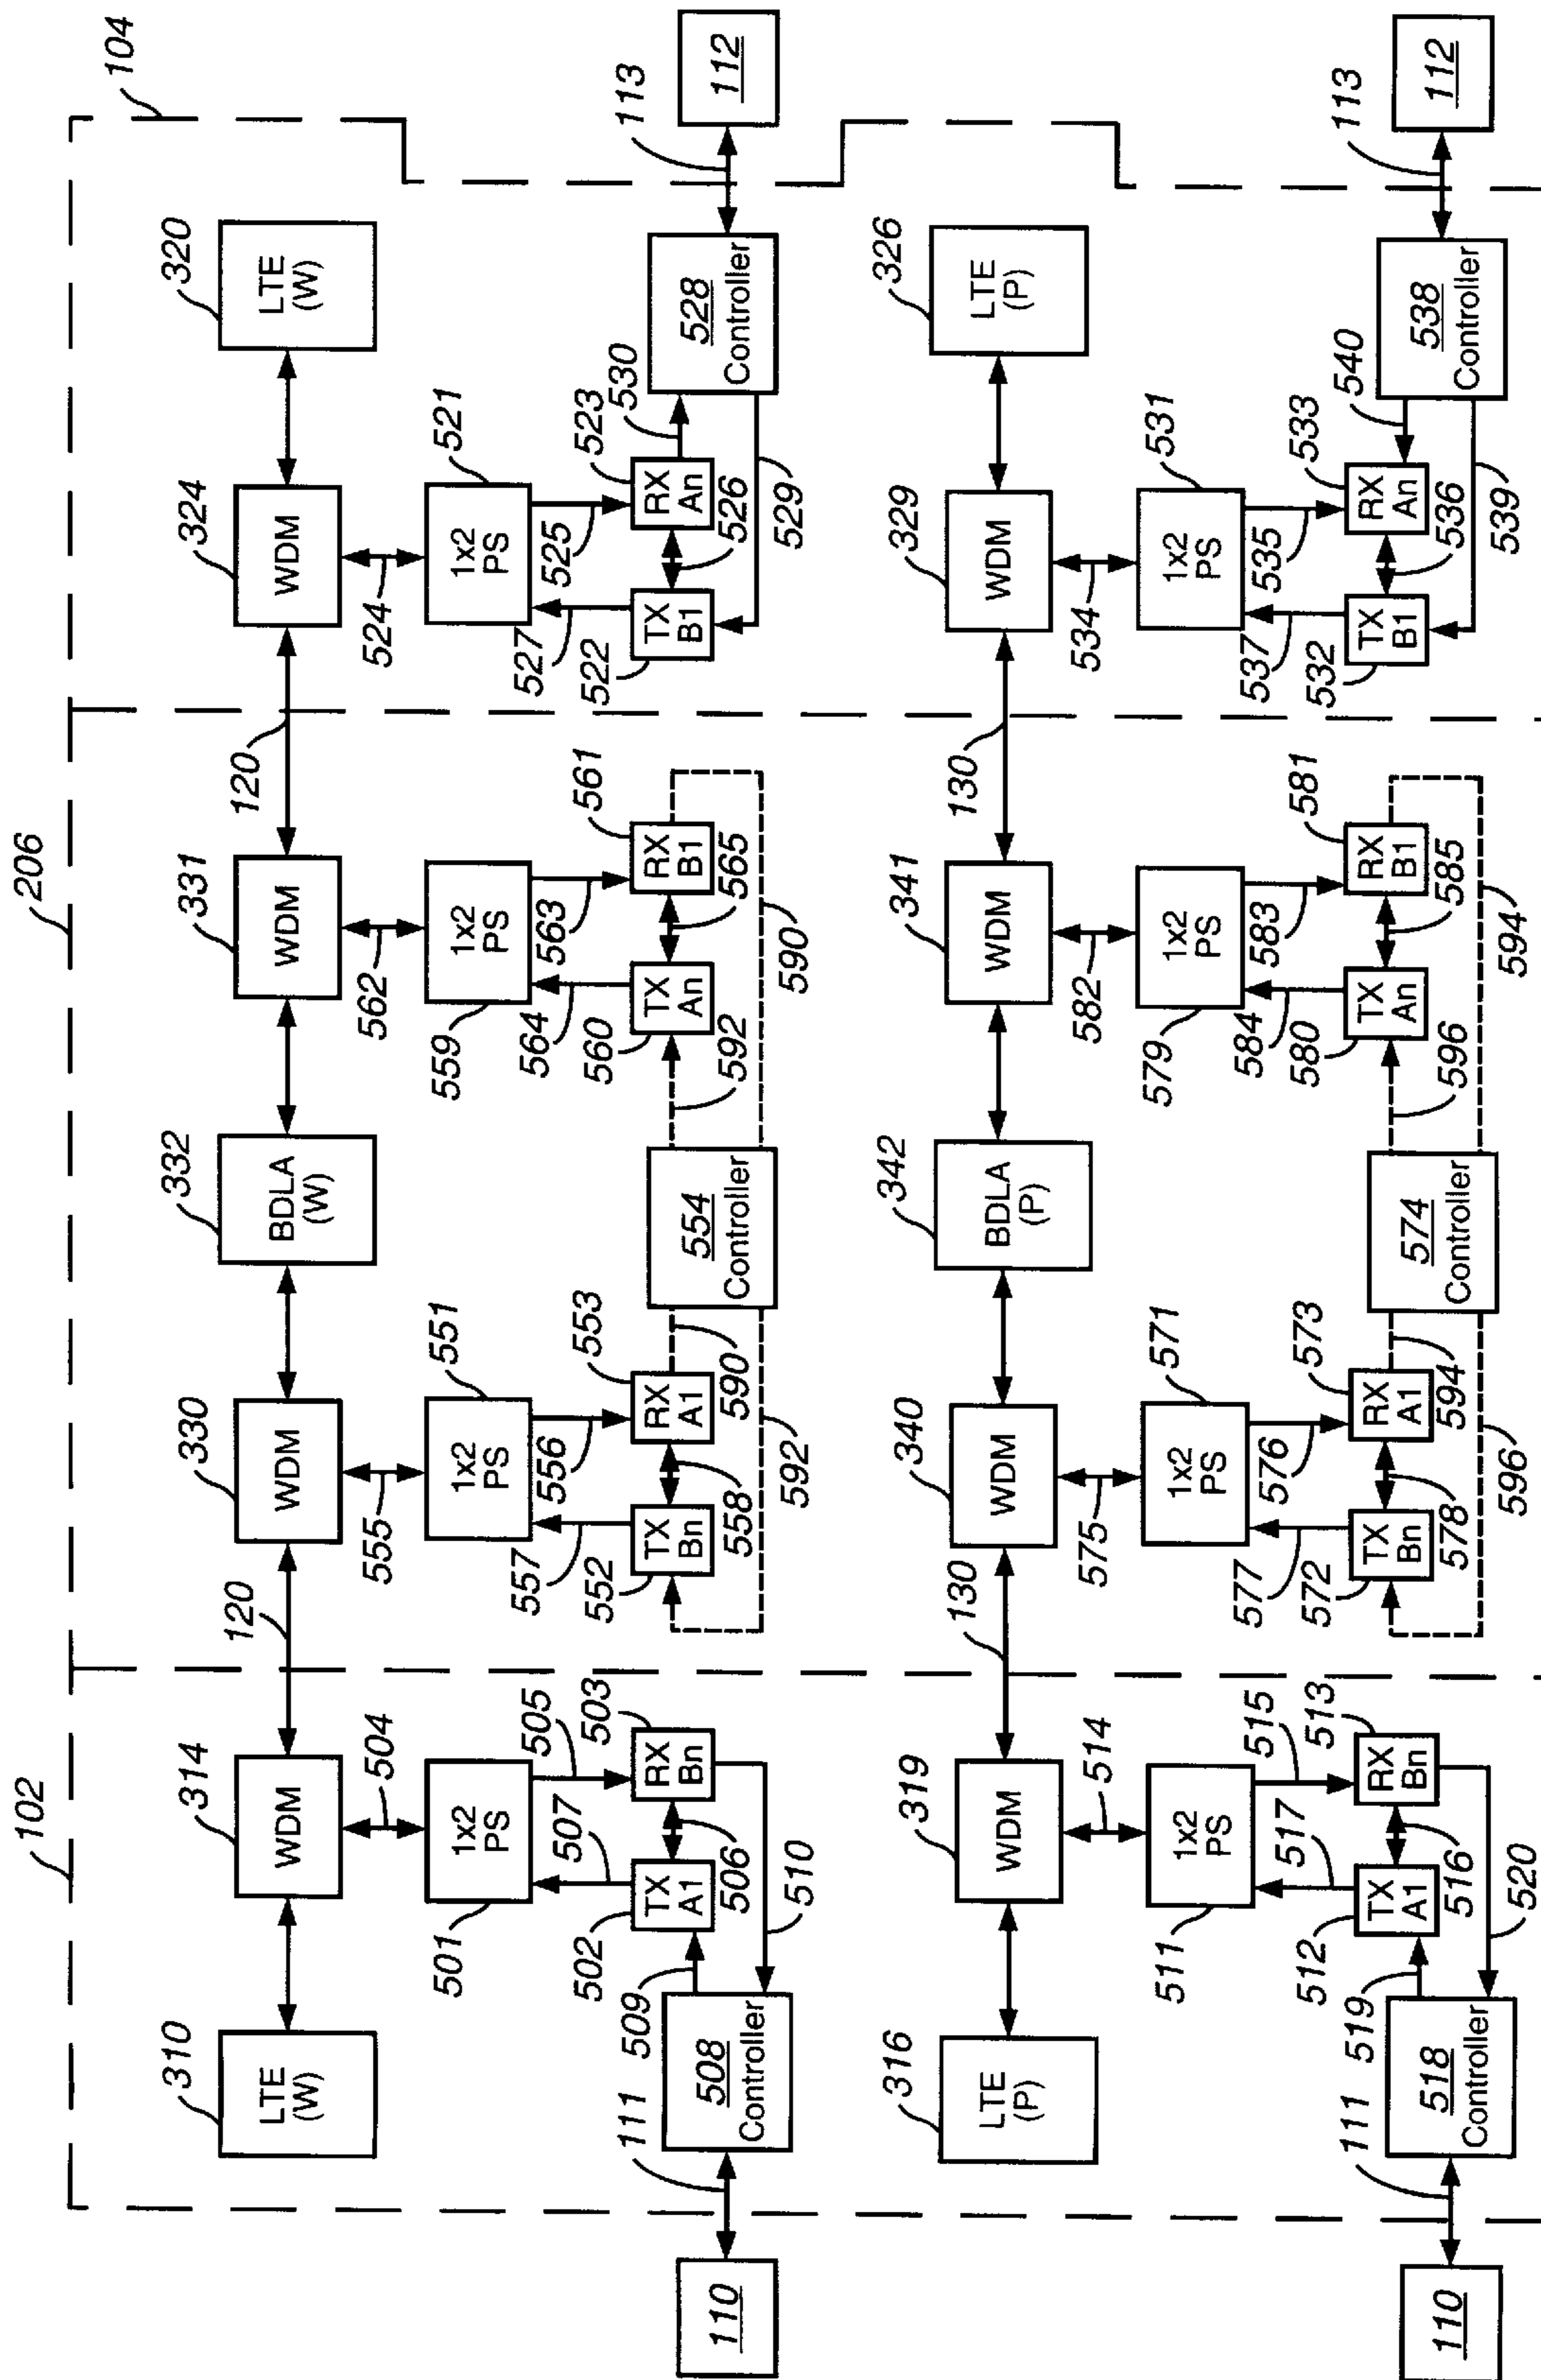 102
206
104
310
LTE
(W)
314
WDM
120
330
WDM
332
BDLA
(W)
331
WDM
120
324
WDM
320
LTE
(W)
504
555
562
524
501
1x2
PS
551
1x2
PS
559
1x2
PS
521
1x2
PS
507
505
557
556
564
563
527
525
502
TX
A1
506
503
RX
Bn
552
TX
Bn
558
553
RX
A1
560
TX
An
565
561
RX
B1
522
TX
B1
526
523
RX
An
110
111
508
Controller
509
510
590
592
554
Controller
592
590
530
529
528
Controller
113
112
316
LTE
(P)
319
WDM
130
340
WDM
342
BDLA
(P)
341
WDM
130
329
WDM
326
LTE
(P)
514
575
582
534
511
1x2
PS
571
1x2
PS
579
1x2
PS
531
1x2
PS
517
515
577
576
584
583
537
535
512
TX
A1
516
513
RX
Bn
572
TX
Bn
578
573
RX
A1
580
TX
An
585
581
RX
B1
532
TX
B1
536
533
RX
An
110
111
518
Controller
519
520
594
596
574
Controller
596
594
540
539
538
Controller
113
112